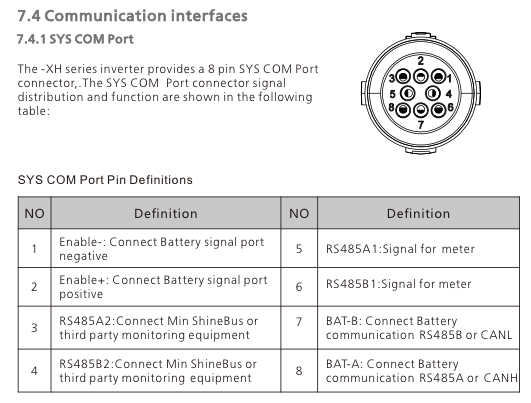 7.4 Communication interfaces
7.4.1 SYS COM Port
The -XH series inverter provides a 8 pin SYS COM Port
connector,.The SYS COM Port connector signal
distribution and function are shown in the following
table:
2
3 1
5 4
8 6
7
SYS COM Port Pin Definitions
NO Definition NO Definition
1 Enable-: Connect Battery signal port
negative
5 RS485A1:Signal for meter
2 Enable+: Connect Battery signal port
positive
6 RS485B1:Signal for meter
3 RS485A2:Connect Min ShineBus or
third party monitoring equipment
7 BAT-B: Connect Battery
communication RS485B or CANL
4 RS485B2:Connect Min ShineBus or
third party monitoring equipment
8 BAT-A: Connect Battery
communication RS485A or CANH